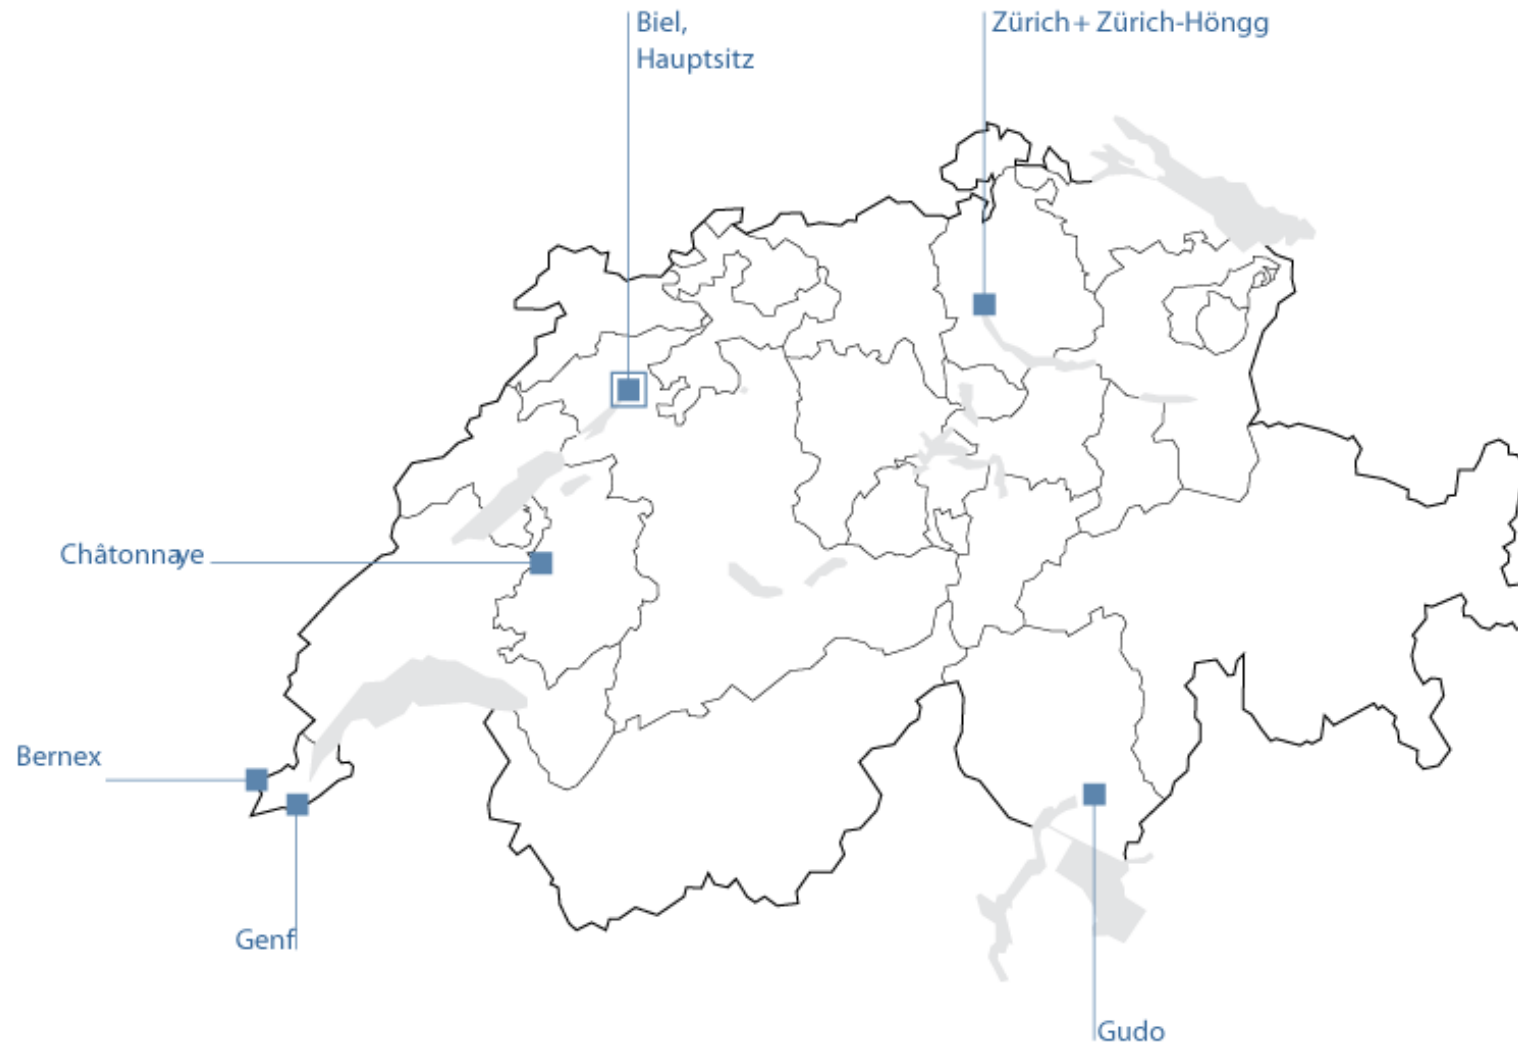 Biel,
Hauptsitz
Zürich + Zürich-Höngg
Châtonnaye
Bernex
Genf
Gudo